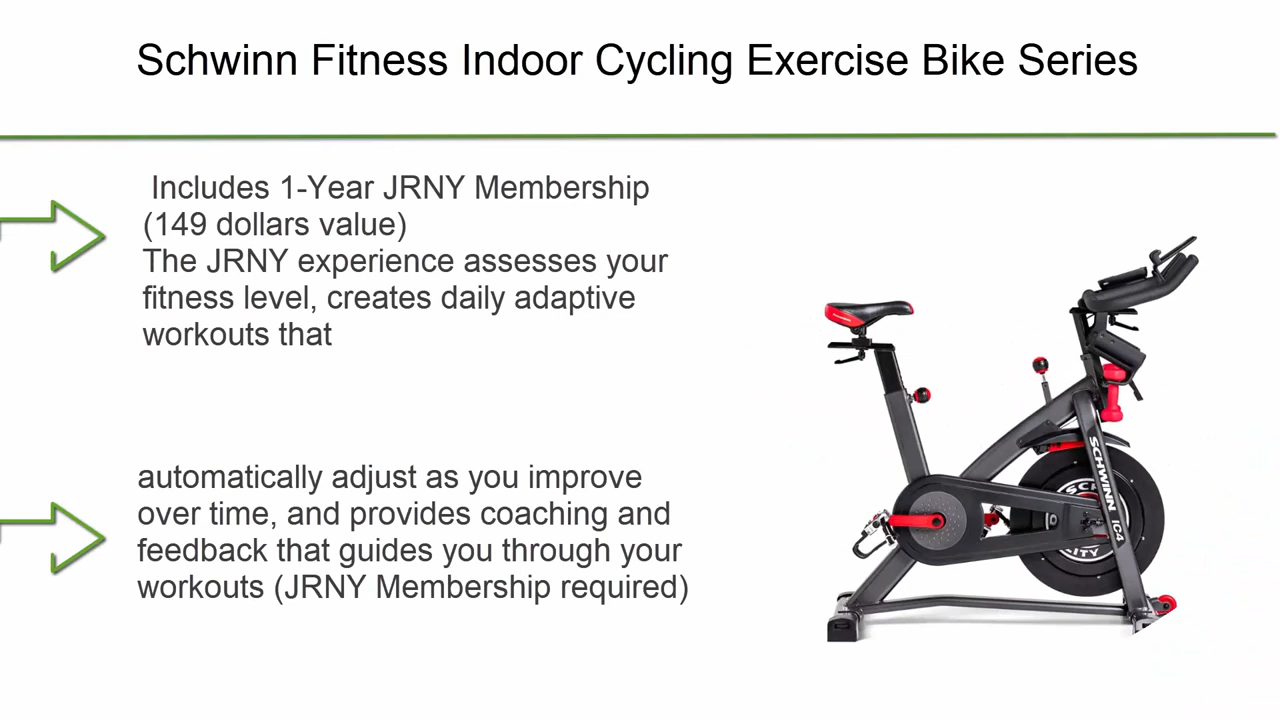 Schwinn Fitness Indoor Cycling Exercise Bike Series
Includes 1-Year JRNY Membership
(149 dollars value)
The JRNY experience assesses your
fitness level, creates daily adaptive
workouts that
automatically adjust as you improve
over time, and provides coaching and
feedback that guides you through your
workouts (JRNY Membership required)
SCHWINN IC4